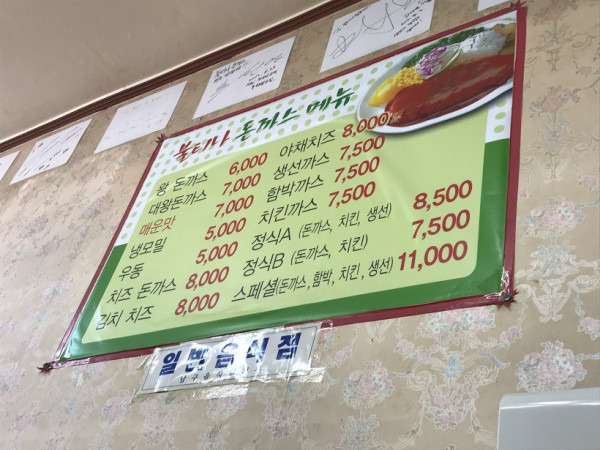 불티나 돈까스 메뉴
왕 돈까스 6,000
대왕돈까스 7,000
매운맛 7,000
냉모밀 5,000
우동 5,000
치즈 돈까스 8,000
김치 치즈 8,000
야채치즈 8,000
생선까스 7,500
함박까스 7,500
치킨까스 7,500
정식A (돈까스, 치킨, 생선) 8,500
정식B (돈까스, 치킨) 7,500
스페셜(돈까스, 함박, 치킨, 생선) 11,000
일반음식점